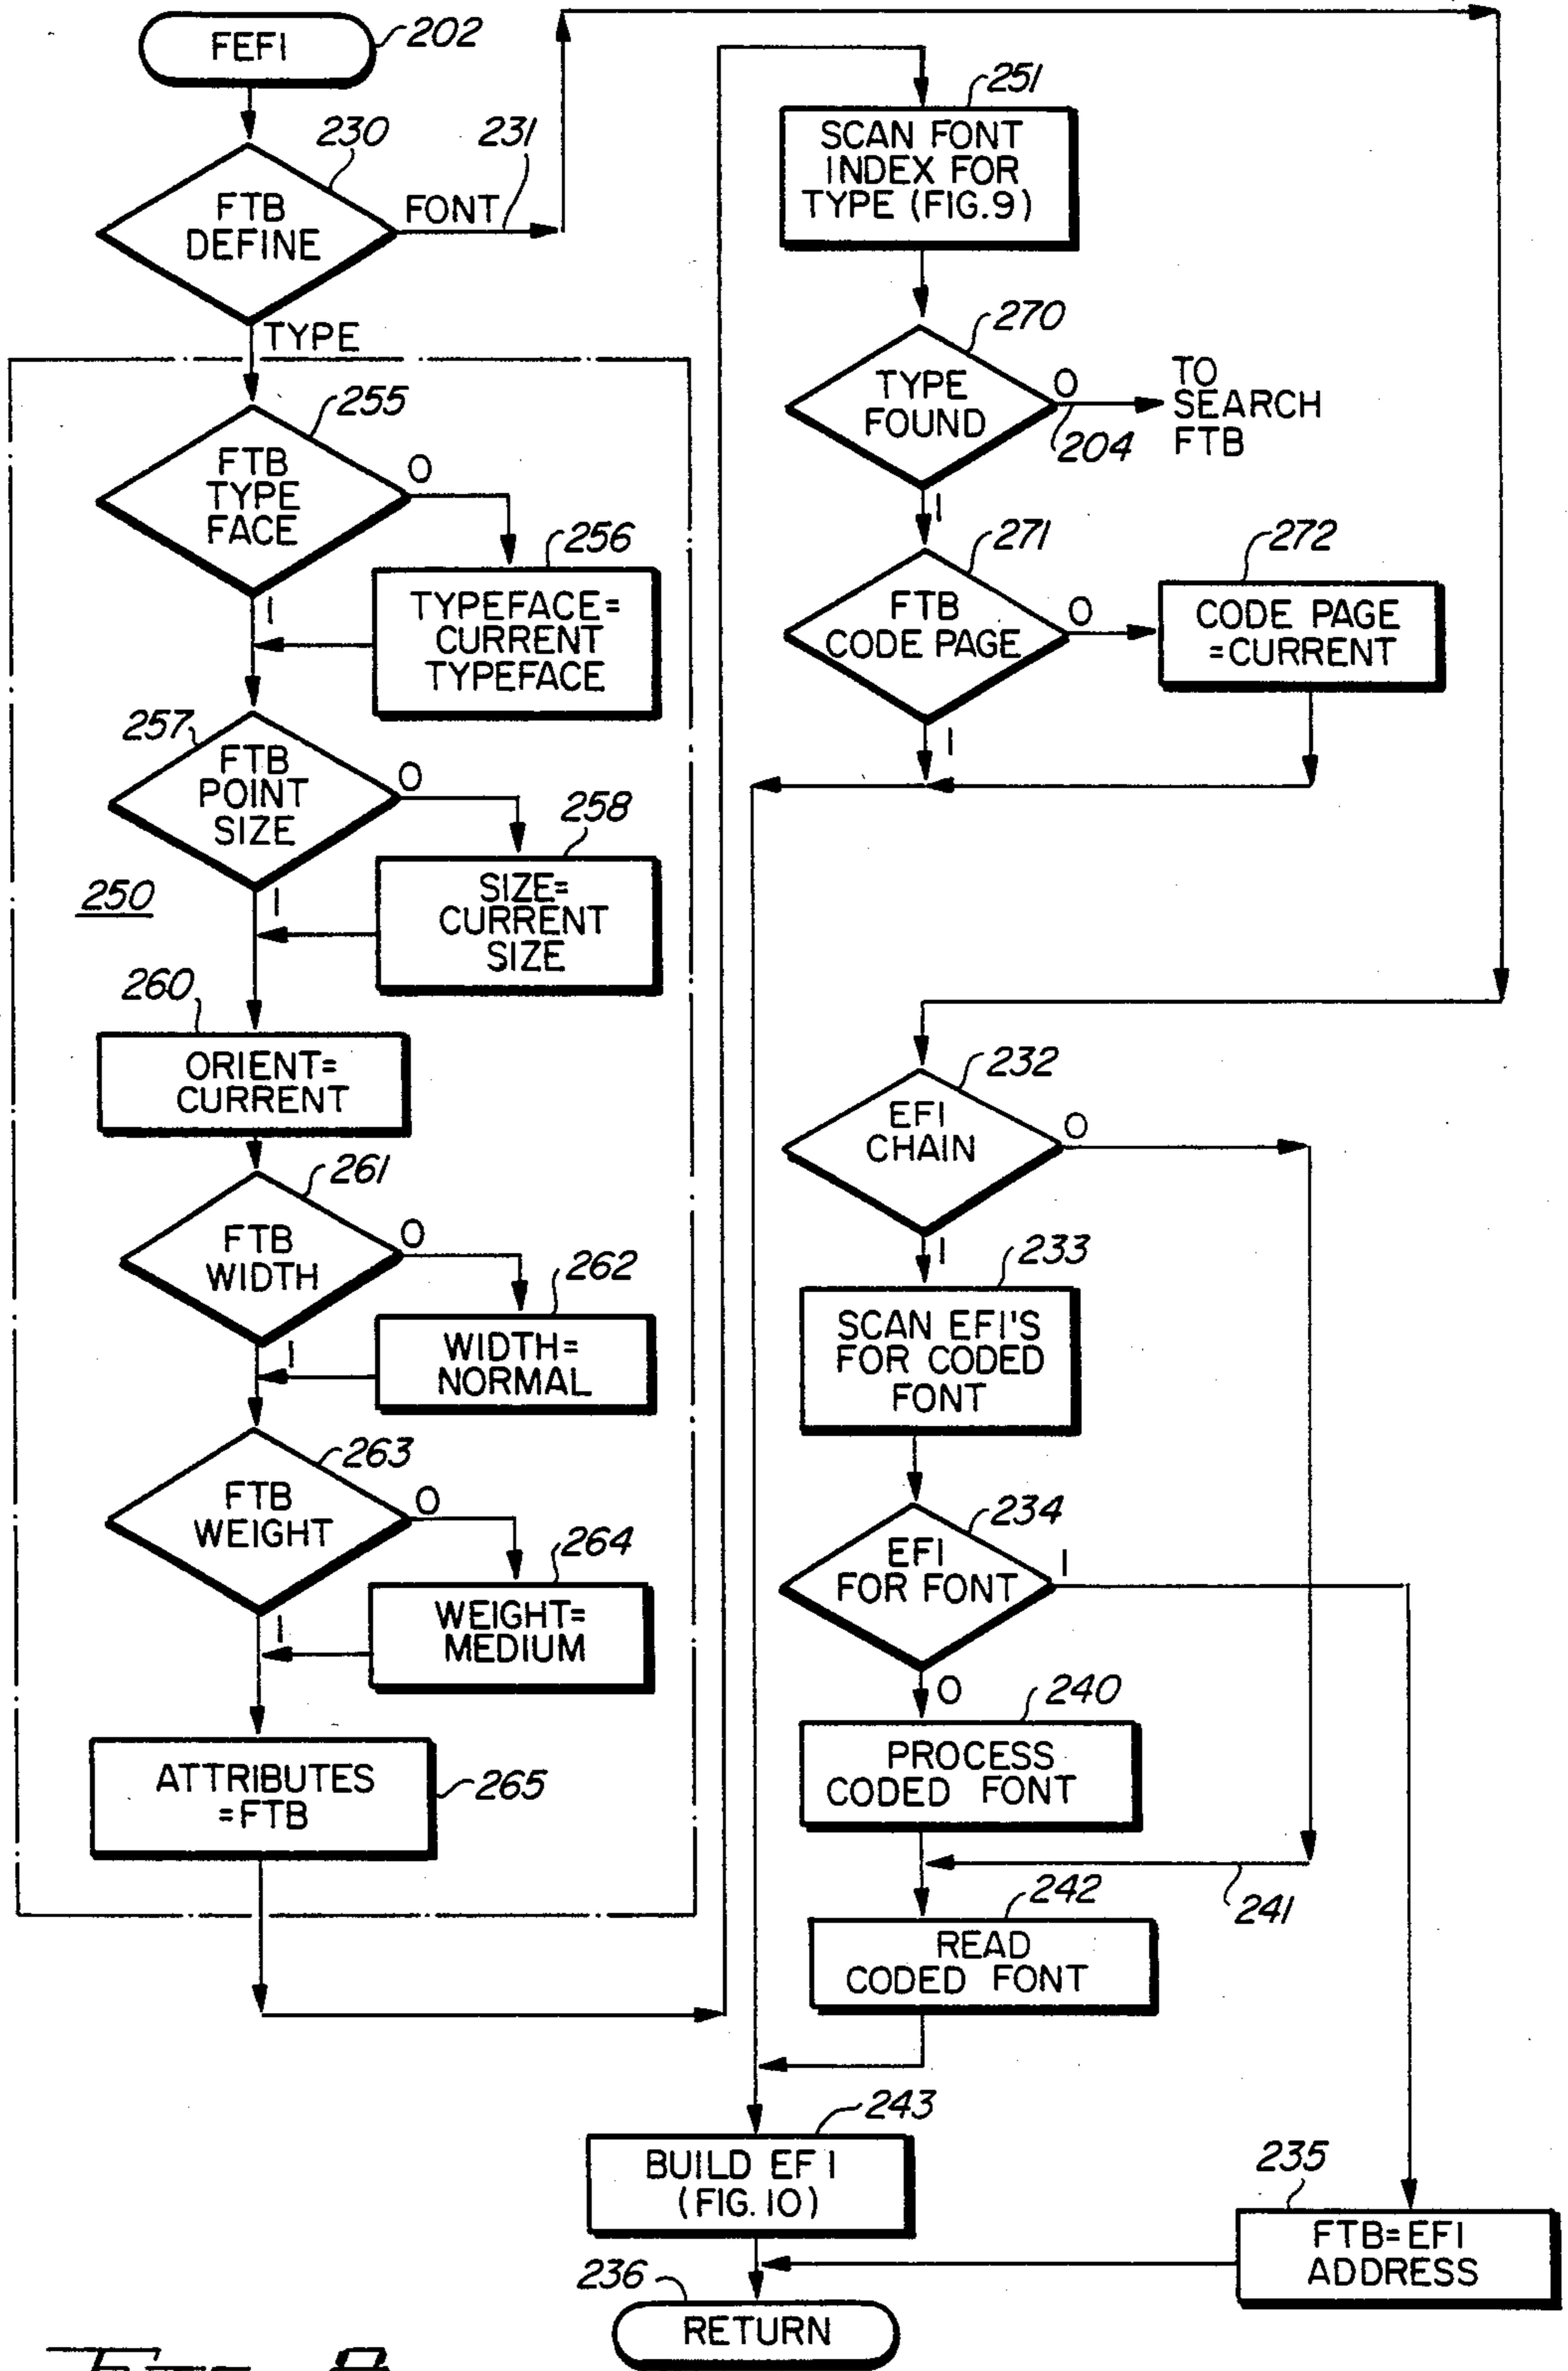 FEFI
202
230
231
FTB
DEFINE
FONT
TYPE
255
FTB
TYPE
FACE
0
1
256
TYPEFACE=
CURRENT
TYPEFACE
257
FTB
POINT
SIZE
0
1
258
SIZE=
CURRENT
SIZE
250
260
ORIENT=
CURRENT
261
FTB
WIDTH
0
1
262
WIDTH=
NORMAL
263
FTB
WEIGHT
0
1
264
WEIGHT=
MEDIUM
ATTRIBUTES
=FTB
265
251
SCAN FONT
INDEX FOR
TYPE (FIG.9)
270
TYPE
FOUND
0
204
TO
SEARCH
FTB
1
271
FTB
CODE PAGE
0
1
272
CODE PAGE
=CURRENT
232
EFI
CHAIN
0
1
233
SCAN EFI'S
FOR CODED
FONT
234
EFI
FOR FONT
1
0
240
PROCESS
CODED FONT
241
242
READ
CODED FONT
243
BUILD EFI
(FIG. 10)
235
FTB=EFI
ADDRESS
236
RETURN